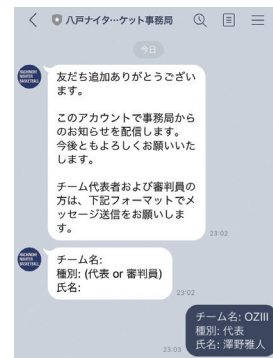 八戸ナイタ…ケット事務局
今日
HACHINOHE
NIGHTER
BASKETBALL
友だち追加ありがとうござい
ます。
このアカウントで事務局から
のお知らせを配信します。
今後ともよろしくお願いいた
します。
チーム代表者および審判員の
方は、下記フォーマットでメ
ッセージ送信をお願いしま
す。
23:02
HACHINOHE
NIGHTER
BASKETBALL
チーム名:
種別: (代表 or 審判員)
氏名:
23:02
チーム名: OZIII
種別: 代表
氏名: 澤野雅人
23:03